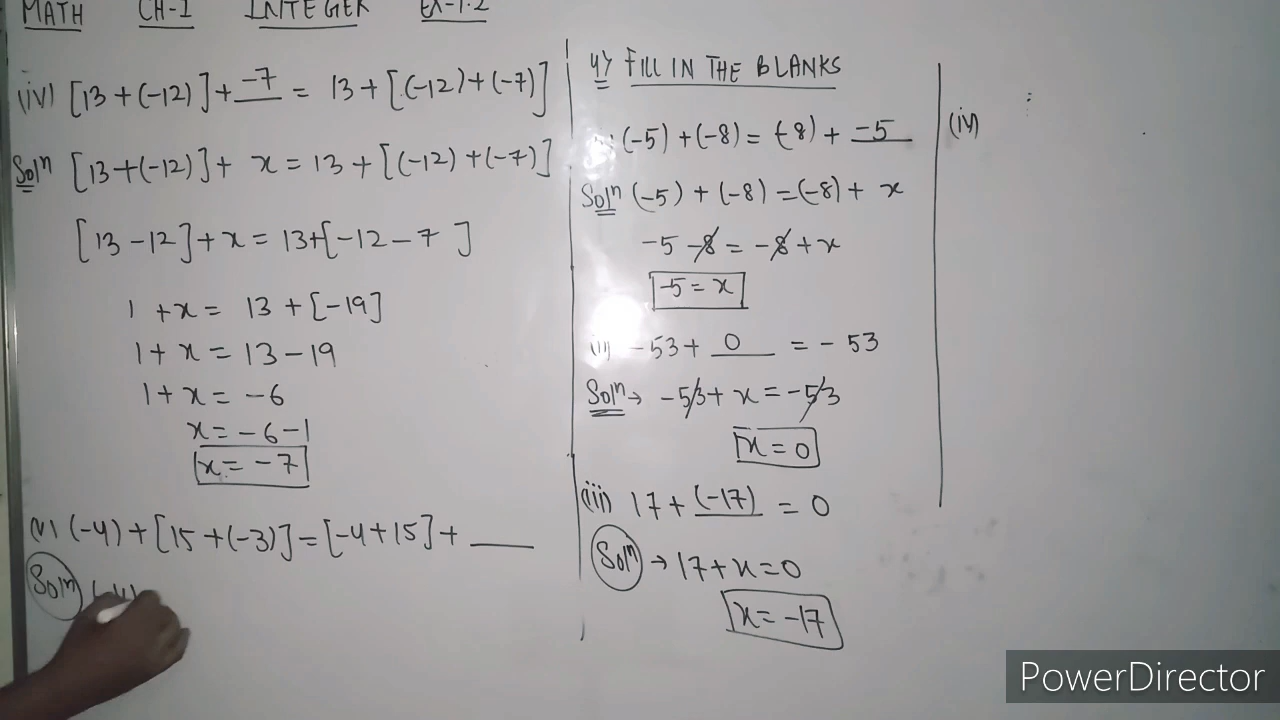 MATH CH-1 INTEGER EX-1.2
(iv) [13+(-12)]+ -7 = 13+[(-12)+(-7)]
Solⁿ [13+(-12)]+ x = 13+[(-12)+(-7)]
[13-12]+x = 13+[-12-7]
1+x = 13+[-19]
1+x = 13-19
1+x = -6
x = -6-1
x = -7
(v) (-4)+[15+(-3)]=[-4+15]+ ___
Solⁿ (-4)
4) FILL IN THE BLANKS
(-5)+(-8) = (-8)+ -5
Solⁿ (-5)+(-8)=(-8)+ x
-5-8 = -8+x
-5 = x
(ii) -53+ 0 = -53
Solⁿ → -53+x = -53
x = 0
(iii) 17+ (-17) = 0
Solⁿ → 17+x=0
x = -17
(iv)
PowerDirector